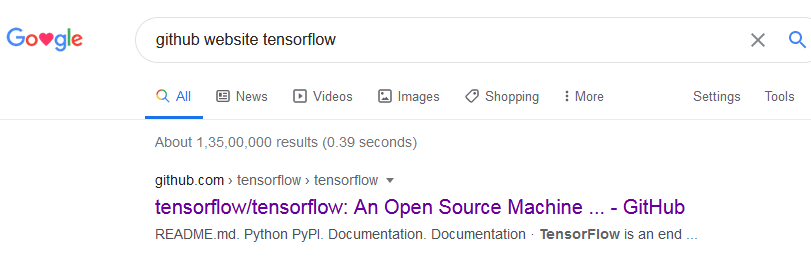 Go❤gle
github website tensorflow
All News Videos Images Shopping More Settings Tools
About 1,35,00,000 results (0.39 seconds)
github.com › tensorflow › tensorflow
tensorflow/tensorflow: An Open Source Machine ... - GitHub
README.md. Python PyPI. Documentation. Documentation · TensorFlow is an end ...